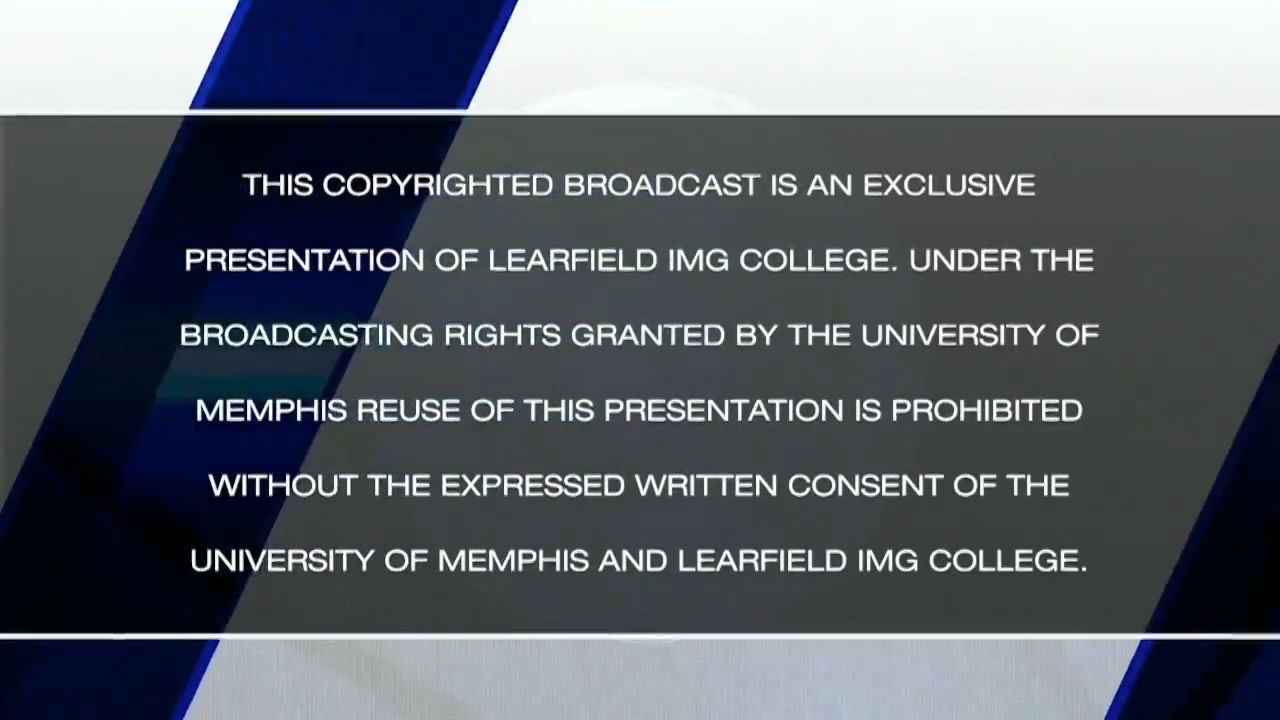 THIS COPYRIGHTED BROADCAST IS AN EXCLUSIVE
PRESENTATION OF LEARFIELD IMG COLLEGE. UNDER THE
BROADCASTING RIGHTS GRANTED BY THE UNIVERSITY OF
MEMPHIS REUSE OF THIS PRESENTATION IS PROHIBITED
WITHOUT THE EXPRESSED WRITTEN CONSENT OF THE
UNIVERSITY OF MEMPHIS AND LEARFIELD IMG COLLEGE.